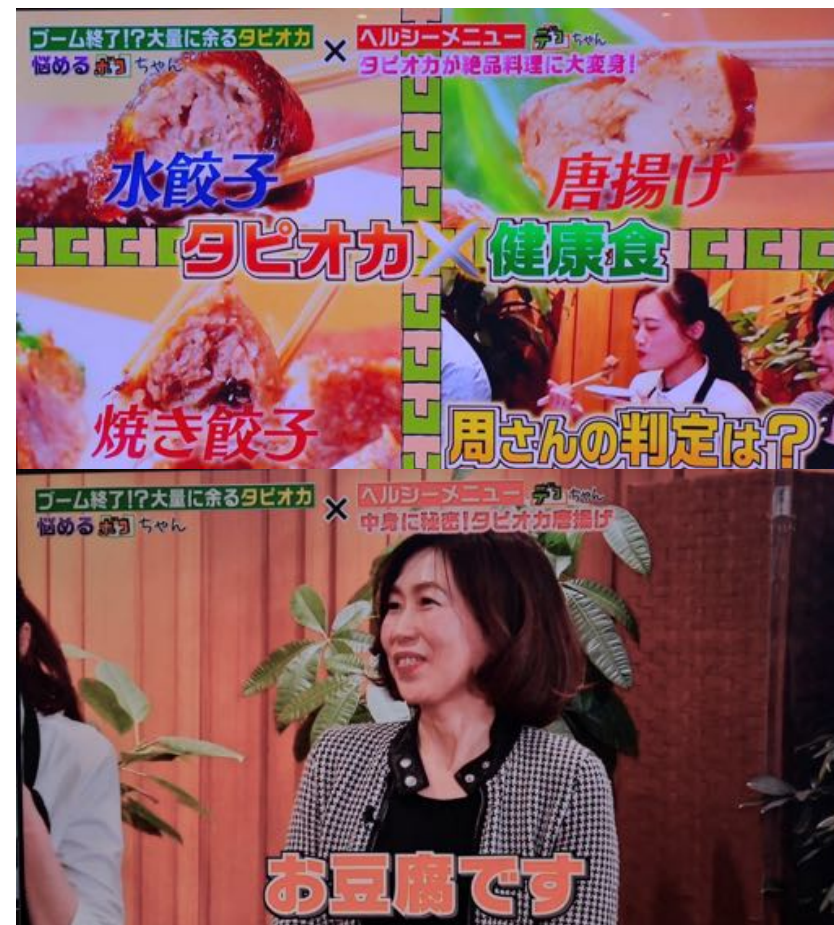 ブーム終了!?大量に余るタピオカ
悩めるボコちゃん
×
ヘルシーメニューデコちゃん
タピオカが絶品料理に大変身!
水餃子
唐揚げ
タピオカ×健康食
焼き餃子
周さんの判定は?
ブーム終了!?大量に余るタピオカ
悩めるボコちゃん
×
ヘルシーメニューデコちゃん
中身に秘密!タピオカ唐揚げ
お豆腐です